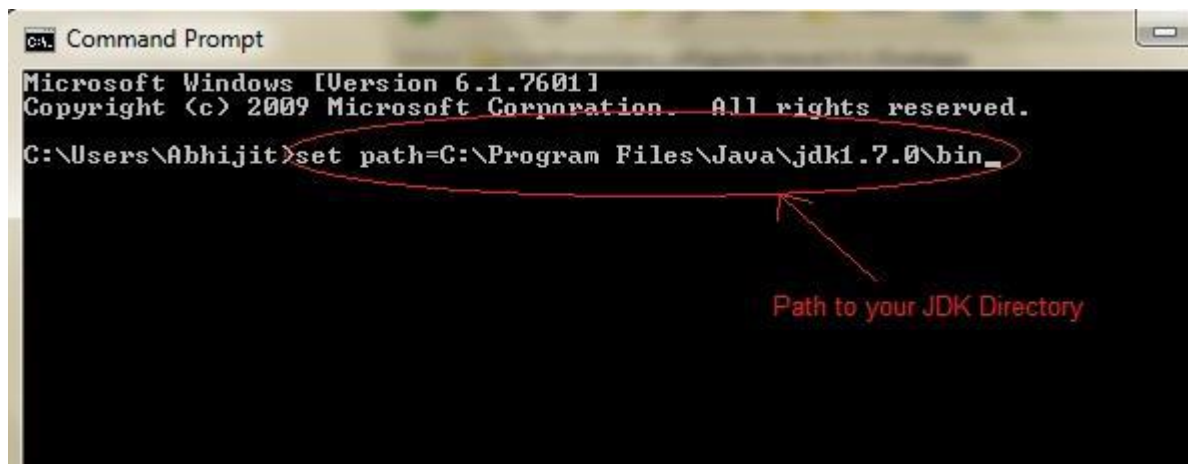 Command Prompt
Microsoft Windows [Version 6.1.7601]
Copyright (c) 2009 Microsoft Corporation.  All rights reserved.
C:\Users\Abhijit>set path=C:\Program Files\Java\jdk1.7.0\bin_
Path to your JDK Directory